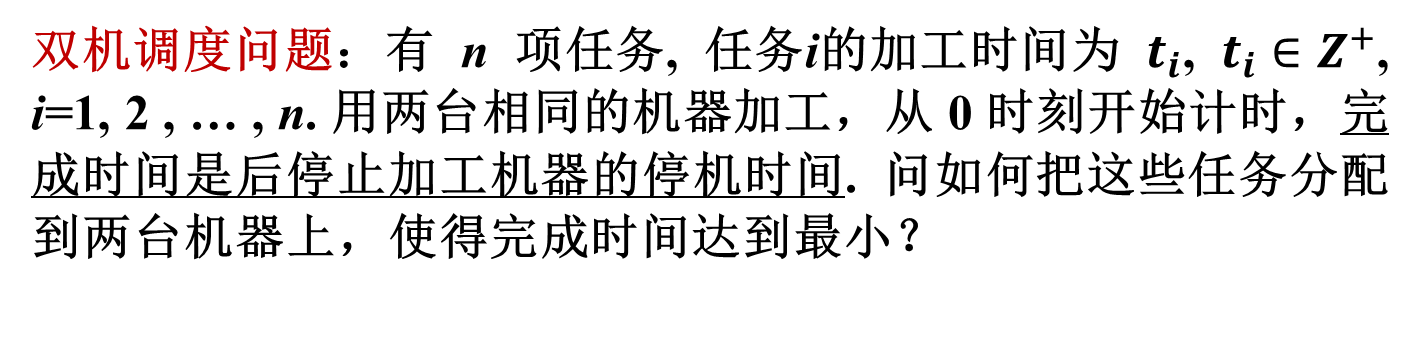 双机调度问题：有 n 项任务, 任务i的加工时间为 tᵢ, tᵢ ∈ Z⁺,
i=1, 2 , … , n. 用两台相同的机器加工，从 0 时刻开始计时，完
成时间是后停止加工机器的停机时间. 问如何把这些任务分配
到两台机器上，使得完成时间达到最小？